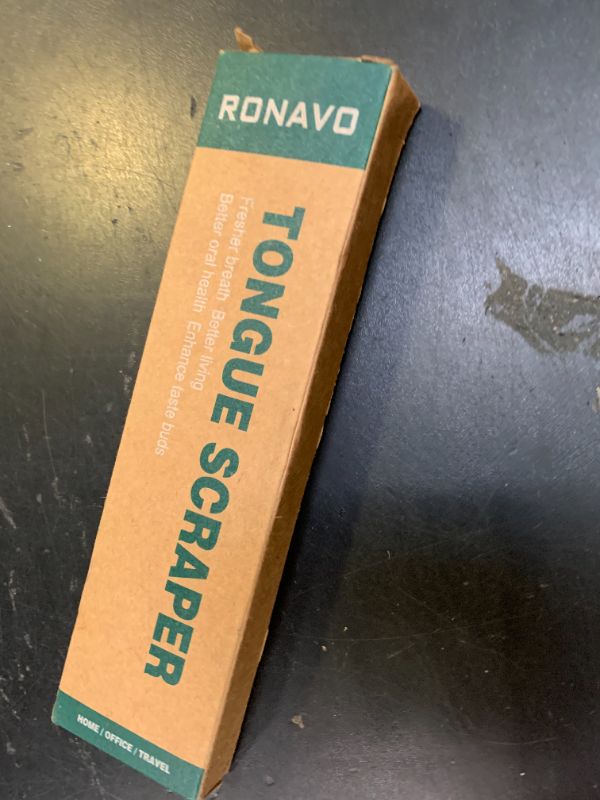 RONAVO
TONGUE SCRAPER
Fresher breath Better living
Better oral health Enhance taste buds
HOME / OFFICE / TRAVEL